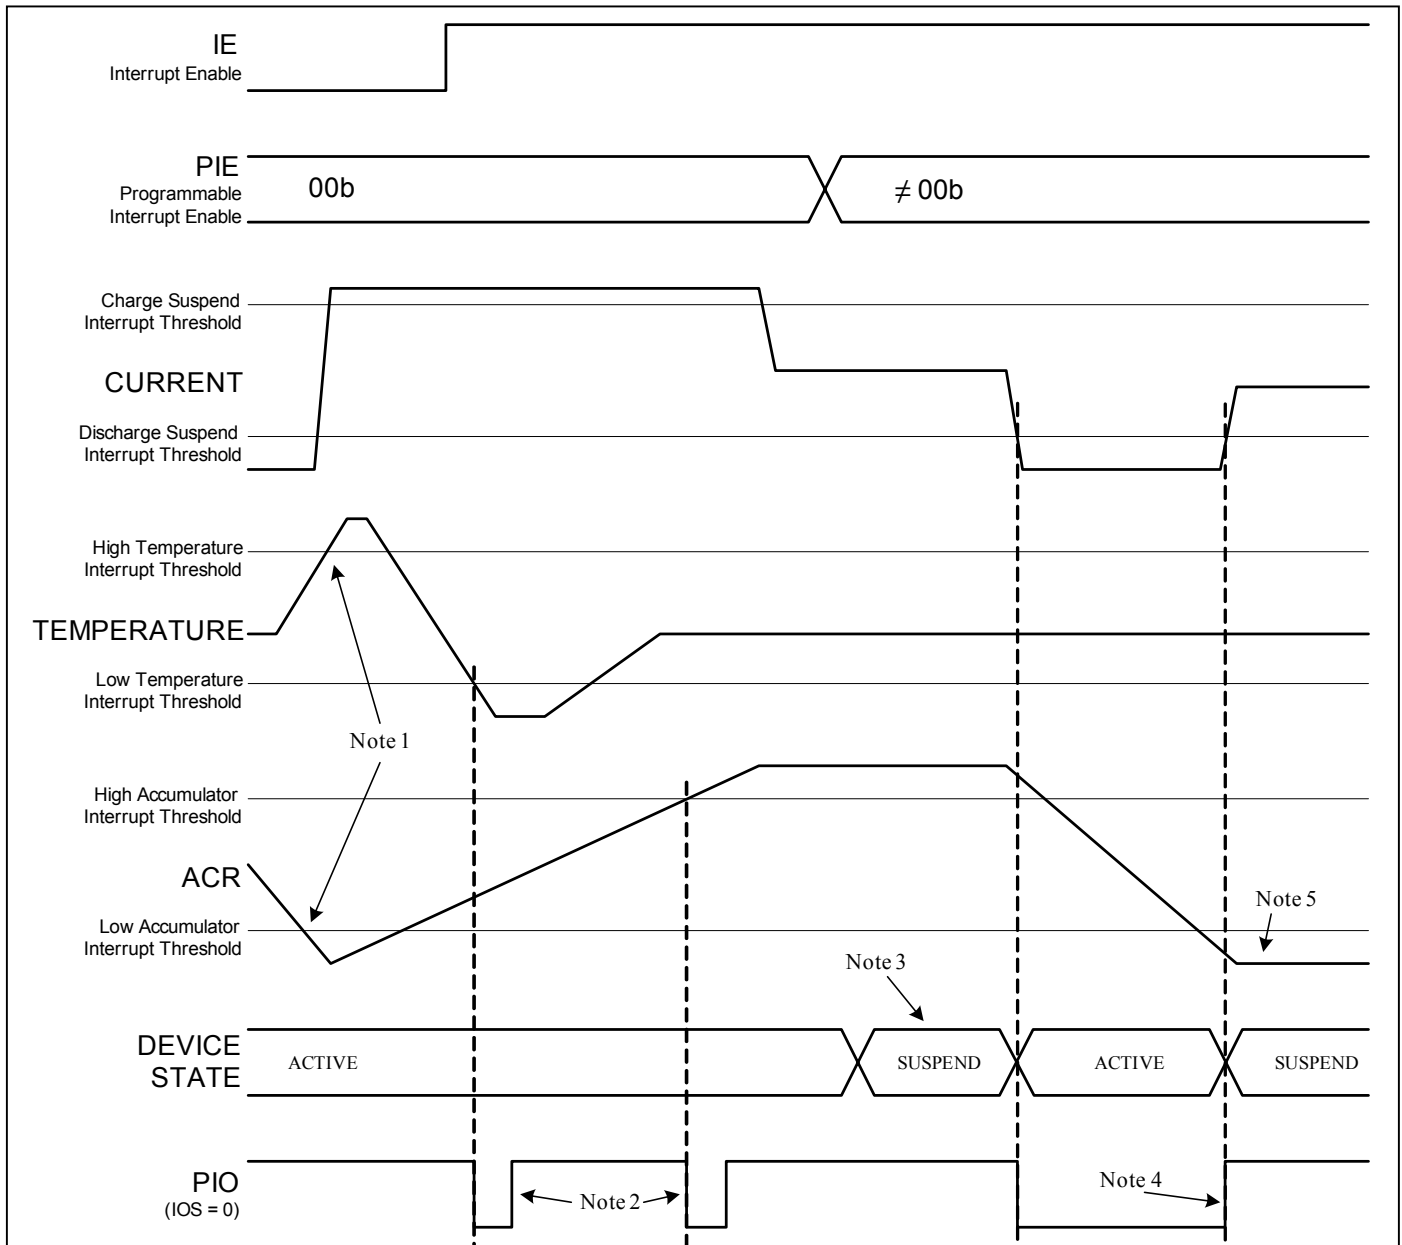 IE
Interrupt Enable
PIE
Programmable
Interrupt Enable
00b
≠ 00b
Charge Suspend
Interrupt Threshold
CURRENT
Discharge Suspend
Interrupt Threshold
High Temperature
Interrupt Threshold
TEMPERATURE
Low Temperature
Interrupt Threshold
Note 1
High Accumulator
Interrupt Threshold
ACR
Low Accumulator
Interrupt Threshold
Note 5
Note 3
DEVICE
STATE
ACTIVE
SUSPEND
ACTIVE
SUSPEND
PIO
(IOS = 0)
Note 2
Note 4